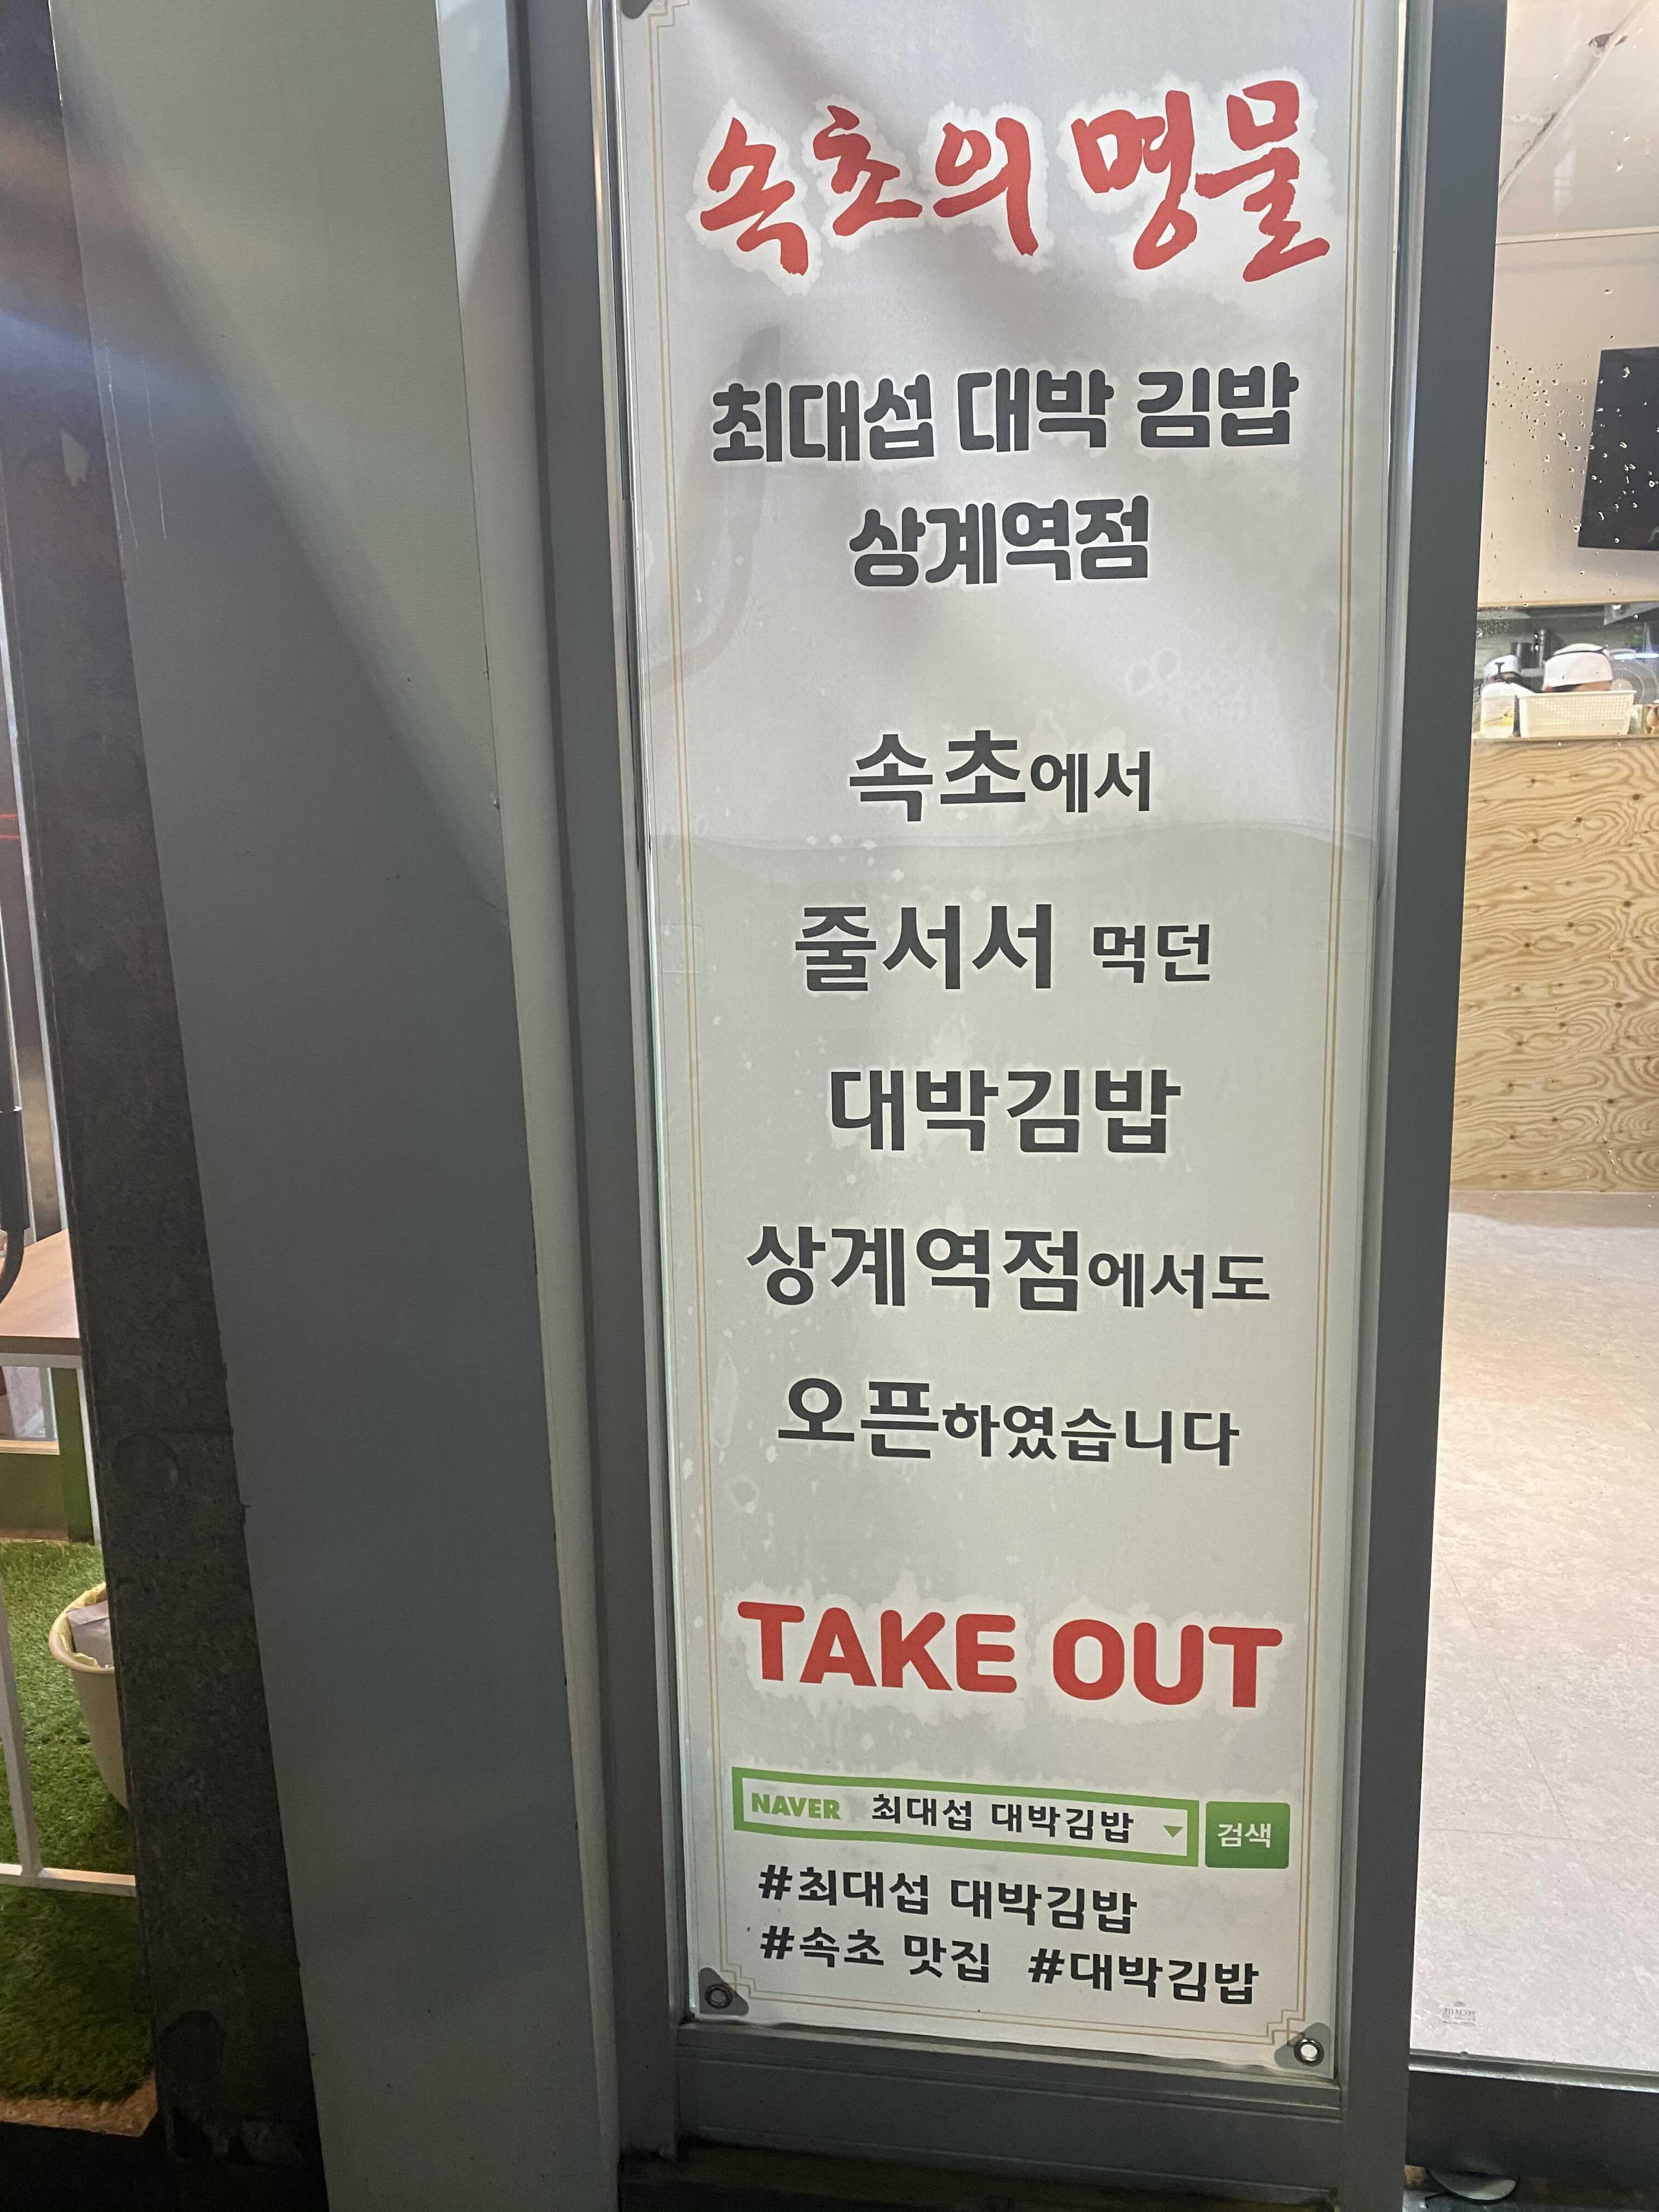 속초의 명물
최대섭 대박 김밥
상계역점
속초에서
줄서서 먹던
대박김밥
상계역점에서도
오픈하였습니다
TAKE OUT
NAVER 최대섭 대박김밥 검색
#최대섭 대박김밥
#속초 맛집 #대박김밥